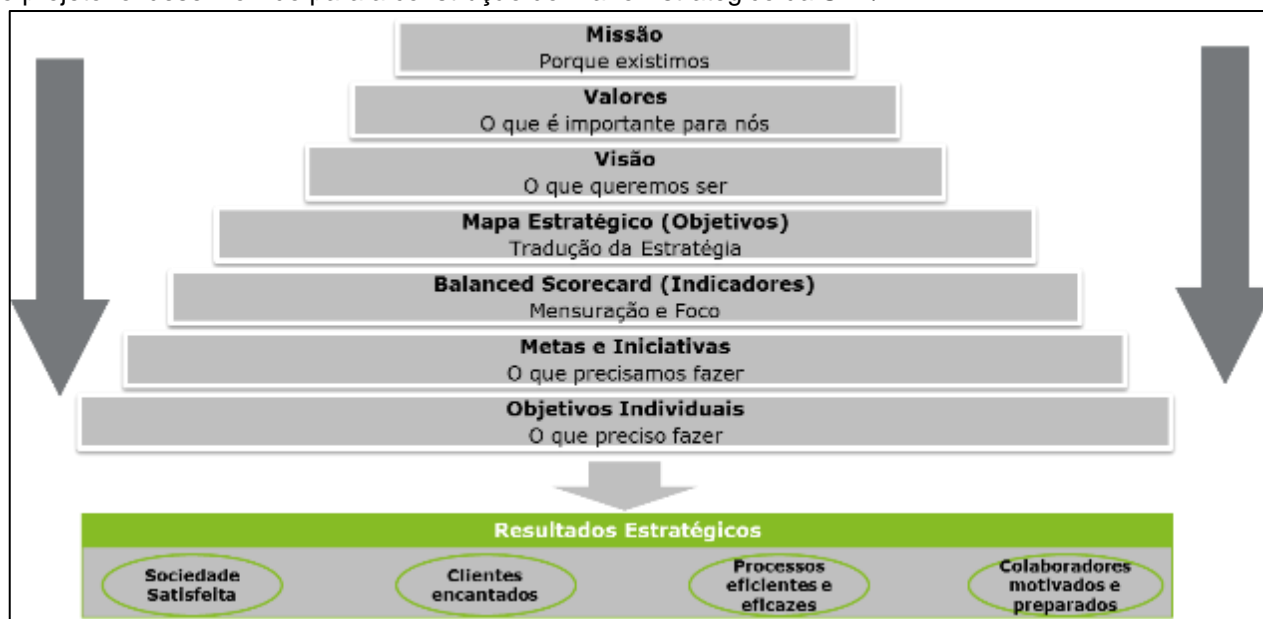 Missão
Porque existimos
Valores
O que é importante para nós
Visão
O que queremos ser
Mapa Estratégico (Objetivos)
Tradução da Estratégia
Balanced Scorecard (Indicadores)
Mensuração e Foco
Metas e Iniciativas
O que precisamos fazer
Objetivos Individuais
O que preciso fazer
Resultados Estratégicos
Sociedade
Satisfeita
Clientes
encantados
Processos
eficientes e
eficazes
Colaboradores
motivados e
preparados